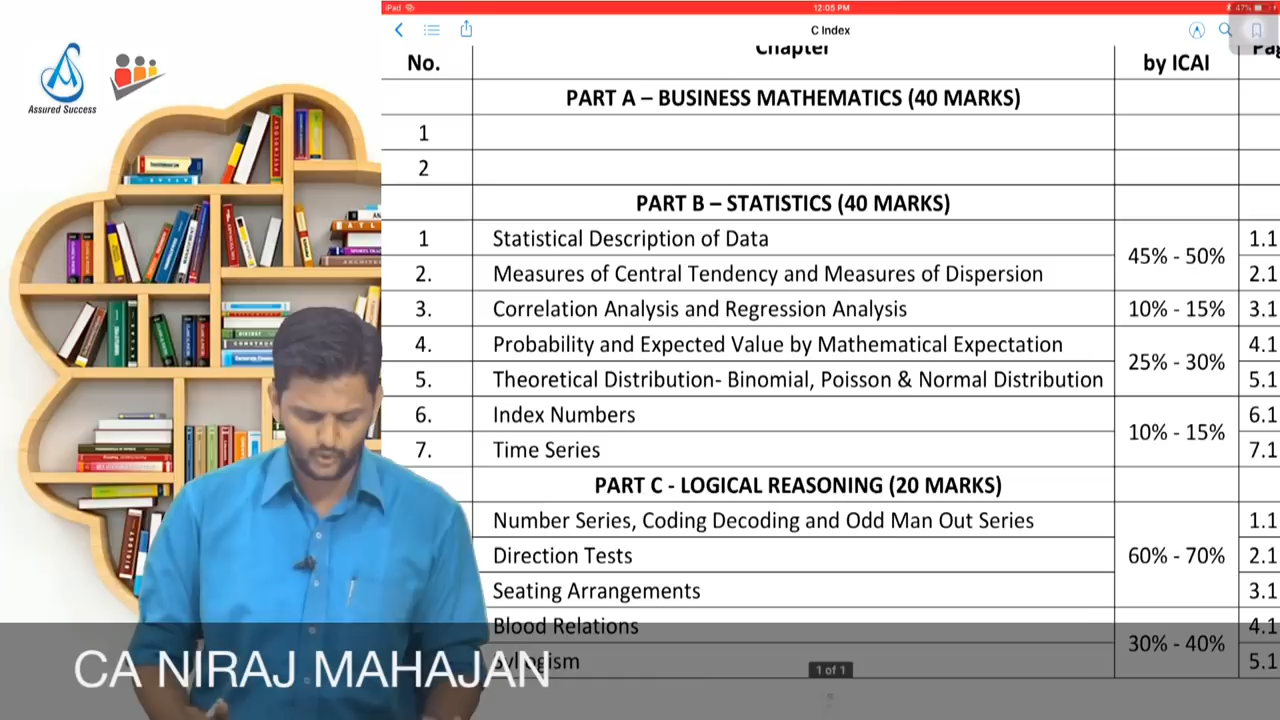 iPad
12:05 PM
47%
C Index
Assured Success
No.
Chapter
by ICAI
Pag
PART A – BUSINESS MATHEMATICS (40 MARKS)
1
2
PART B – STATISTICS (40 MARKS)
1 Statistical Description of Data 1.1
45% - 50%
2. Measures of Central Tendency and Measures of Dispersion 2.1
3. Correlation Analysis and Regression Analysis 10% - 15% 3.1
4. Probability and Expected Value by Mathematical Expectation 4.1
25% - 30%
5. Theoretical Distribution- Binomial, Poisson & Normal Distribution 5.1
6. Index Numbers 6.1
10% - 15%
7. Time Series 7.1
PART C - LOGICAL REASONING (20 MARKS)
Number Series, Coding Decoding and Odd Man Out Series 1.1
Direction Tests 60% - 70% 2.1
Seating Arrangements 3.1
Blood Relations 4.1
30% - 40%
Syllogism 5.1
CA NIRAJ MAHAJAN
1 of 1